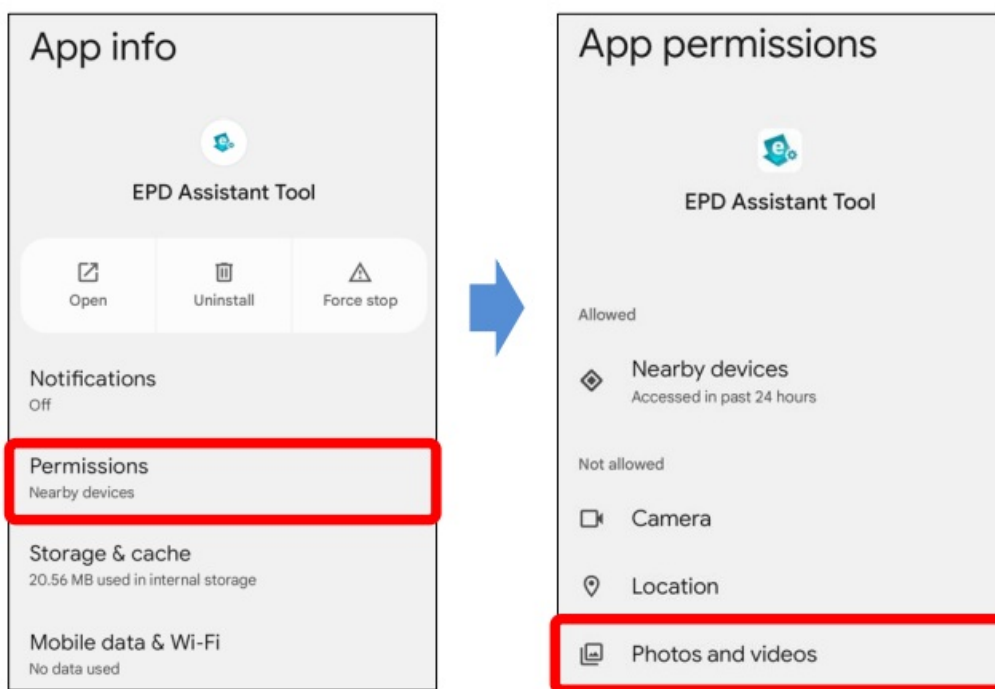 App info
EPD Assistant Tool
Open
Uninstall
Force stop
Notifications
Off
Permissions
Nearby devices
Storage & cache
20.56 MB used in internal storage
Mobile data & Wi-Fi
No data used
App permissions
EPD Assistant Tool
Allowed
Nearby devices
Accessed in past 24 hours
Not allowed
Camera
Location
Photos and videos